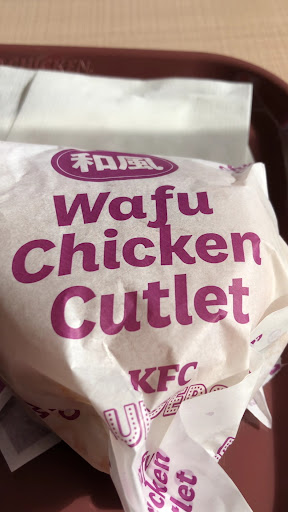 和風
Wafu
Chicken
Cutlet
KFC
Chicken
Cutlet